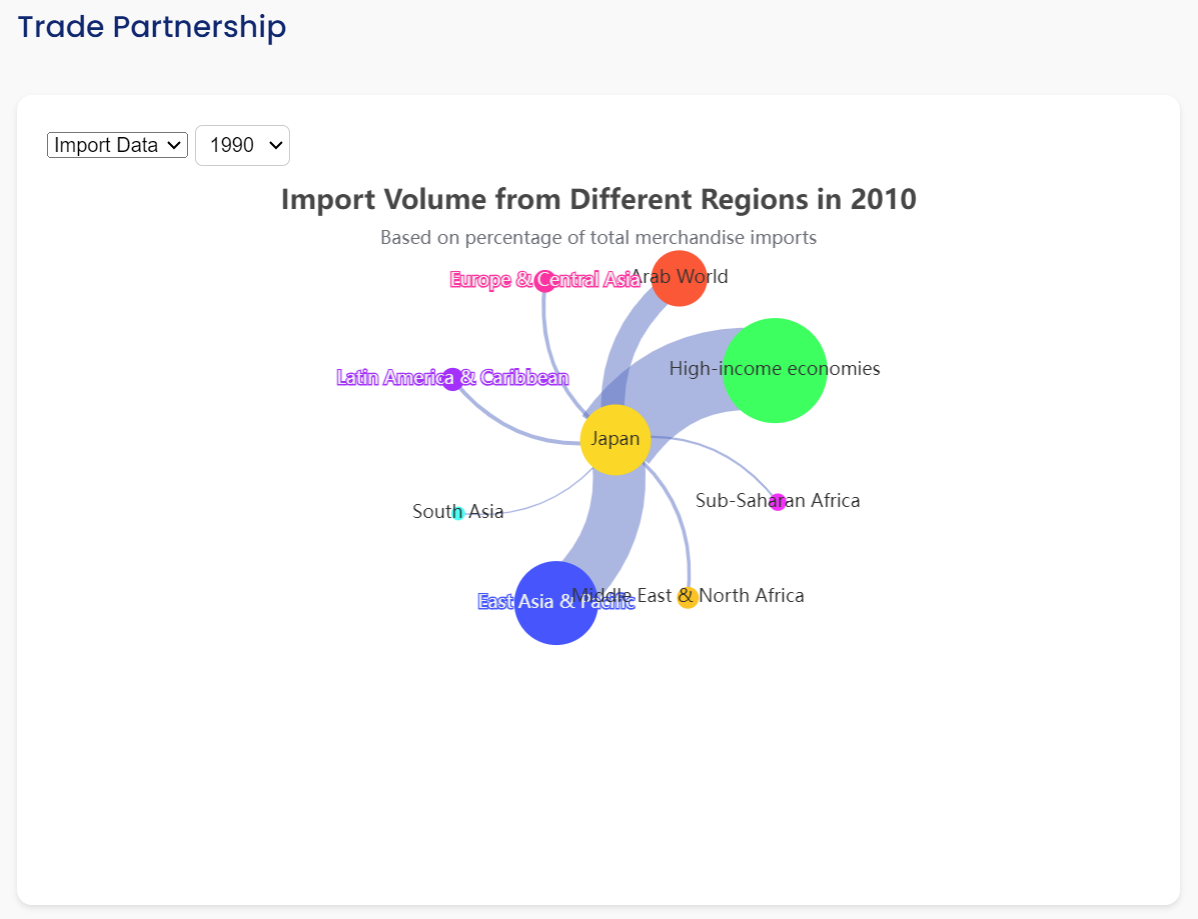 Trade Partnership
Import Data
1990
Import Volume from Different Regions in 2010
Based on percentage of total merchandise imports
Europe & Central Asia
Arab World
High-income economies
Latin America & Caribbean
Japan
Sub-Saharan Africa
South Asia
Middle East & North Africa
East Asia & Pacific